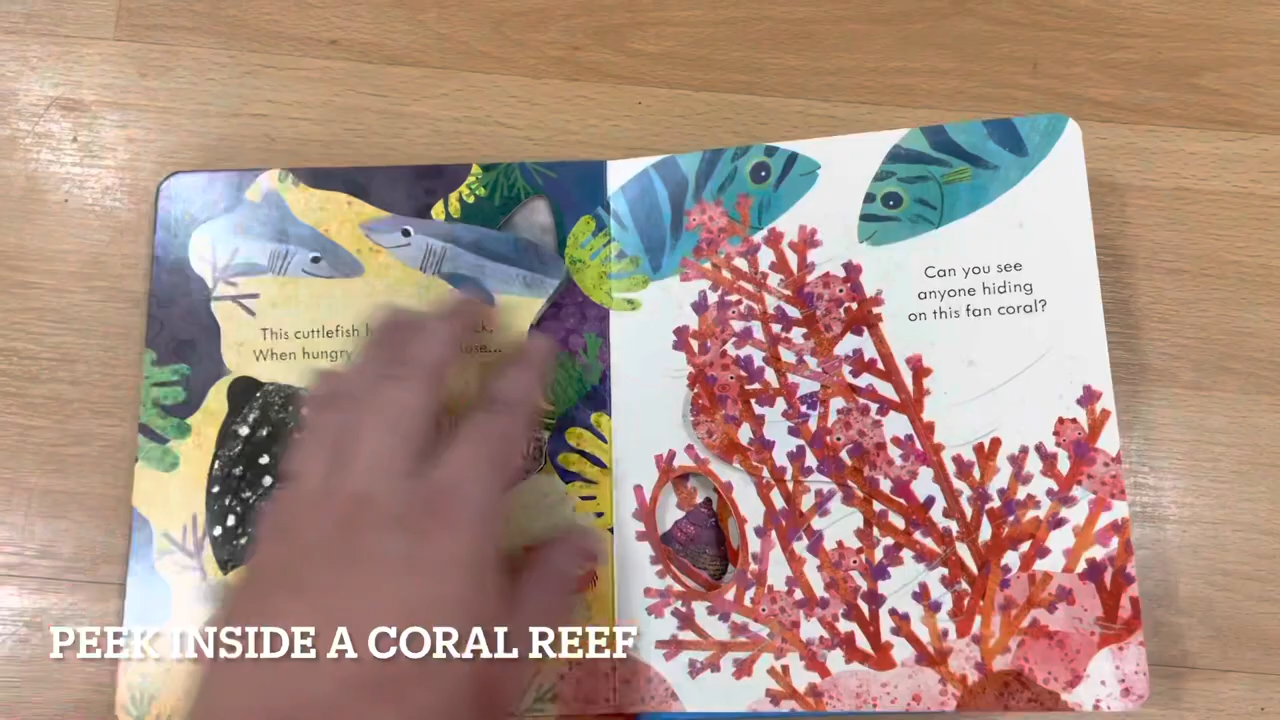 This cuttlefish
When hungry
Can you see
anyone hiding
on this fan coral?
PEEK INSIDE A CORAL REEF